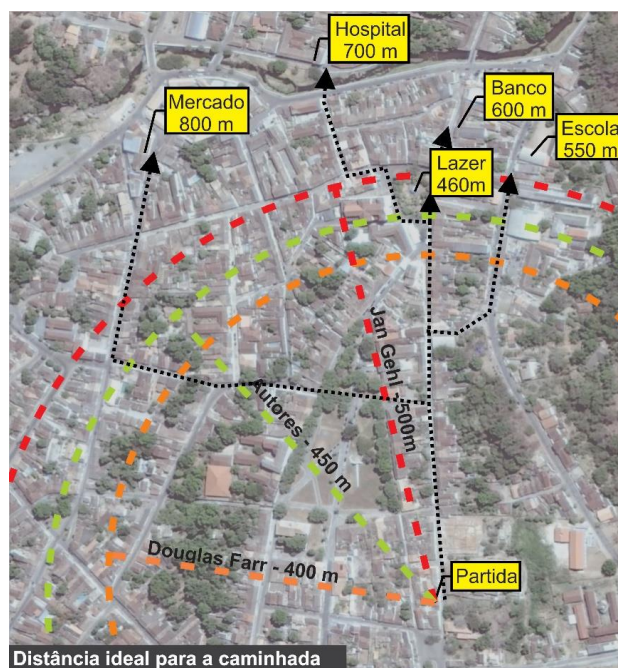 Hospital
700 m
Mercado
800 m
Banco
600 m
Escola
550 m
Lazer
460m
Jan Gehl - 500m
Autores - 450 m
Douglas Farr - 400 m
Partida
Distância ideal para a caminhada